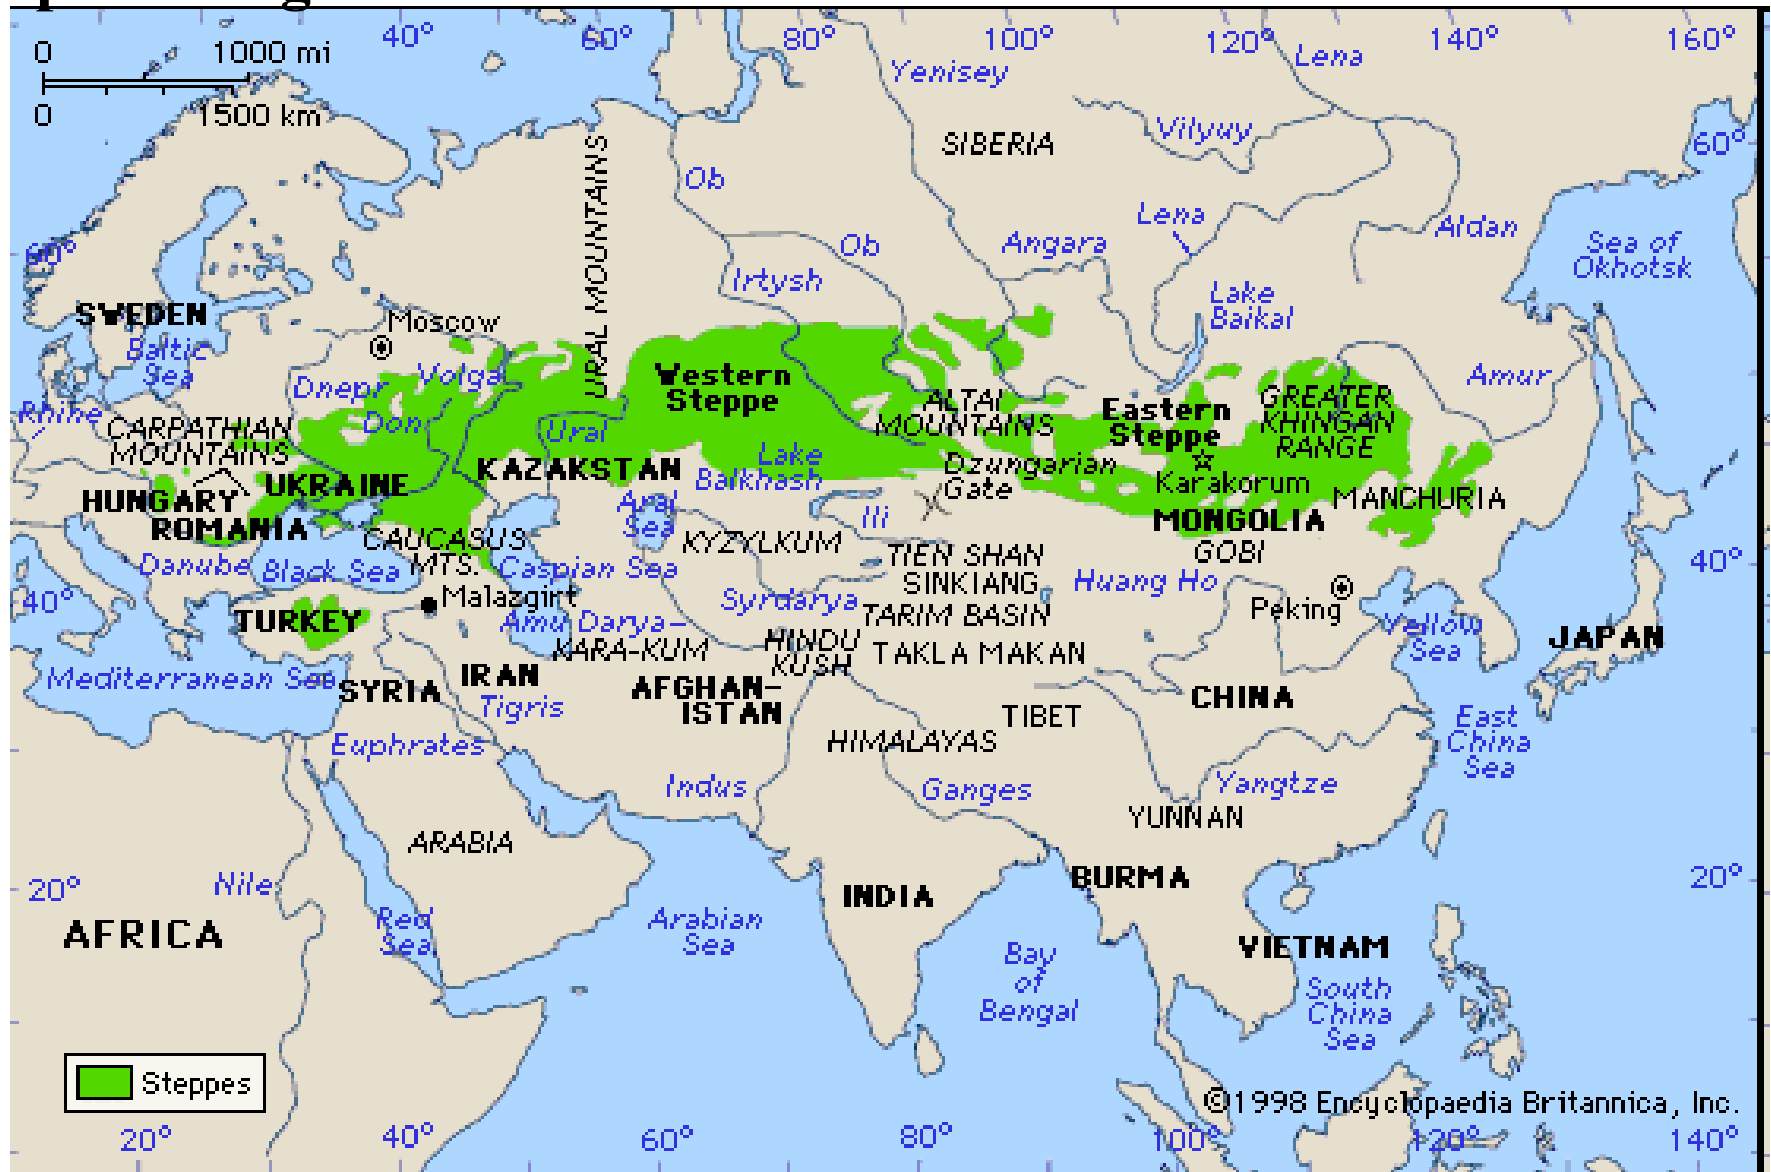 0 1000 mi
0 1500 km
40° 60° 80° 100° 120° 140° 160°
Lena
Yenisey
Vilyuy
SIBERIA
60°
URAL MOUNTAINS
Ob
Lena
Aldan
Ob
Angara
Sea of
Okhotsk
60°
Irtysh
Lake
Baikal
SWEDEN
Moscow
Baltic
Sea
Volga
Dnepr
Western
Steppe
Amur
Rhine
Don
ALTAI
MOUNTAINS
Eastern
Steppe
GREATER
KHINGAN
RANGE
CARPATHIAN
MOUNTAINS
Ural
KAZAKSTAN
Lake
Balkhash
Dzungarian
Gate
Karakorum
MANCHURIA
UKRAINE
HUNGARY
ROMANIA
Aral
Sea
Ili
MONGOLIA
GOBI
CAUCASUS
MTS.
KYZYLKUM
TIEN SHAN
SINKIANG
Huang Ho
40°
Danube
Black Sea
Caspian Sea
40°
Malazgirt
Syrdarya
TARIM BASIN
Peking
TURKEY
Amu Darya
KARA-KUM
HINDU
KUSH
TAKLA MAKAN
Yellow
Sea
JAPAN
Mediterranean Sea
SYRIA
IRAN
Tigris
AFGHAN-
ISTAN
CHINA
TIBET
East
China
Sea
Euphrates
HIMALAYAS
Indus
Ganges
Yangtze
YUNNAN
ARABIA
20°
Nile
INDIA
BURMA
20°
AFRICA
Red
Sea
Arabian
Sea
Bay
of
Bengal
VIETNAM
South
China
Sea
Steppes
©1998 Encyclopaedia Britannica, Inc.
20° 40° 60° 80° 100° 120° 140°